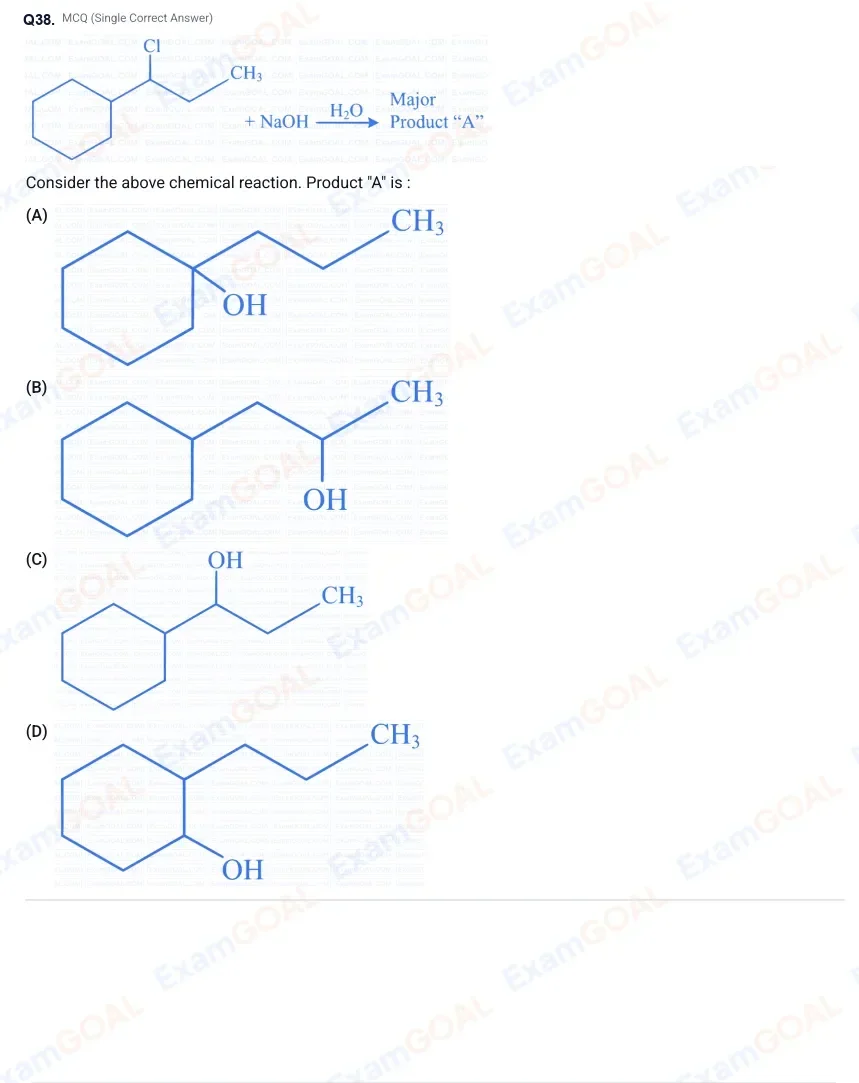 Q38. MCQ (Single Correct Answer)
Cl
CH₃
+ NaOH H₂O Major
Product “A”
Consider the above chemical reaction. Product "A" is :
(A)
CH₃
OH
(B)
CH₃
OH
(C)
OH
CH₃
(D)
CH₃
OH
ExamGOAL